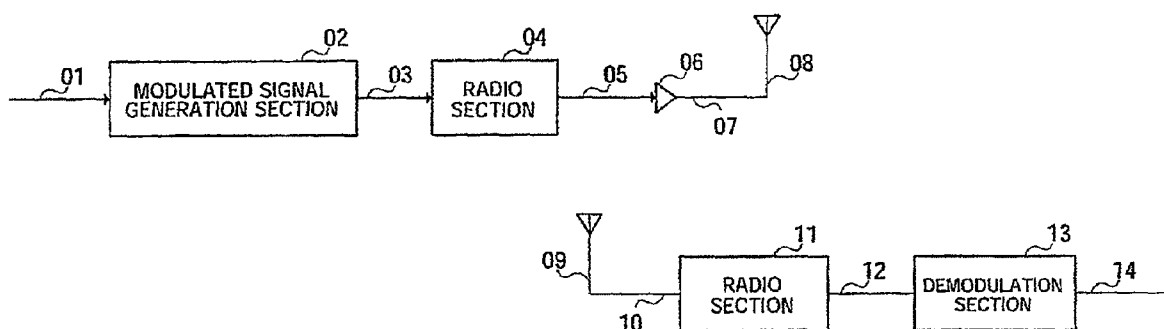 01
02
MODULATED SIGNAL
GENERATION SECTION
03
04
RADIO
SECTION
05
06
07
08
09
10
11
RADIO
SECTION
12
13
DEMODULATION
SECTION
14